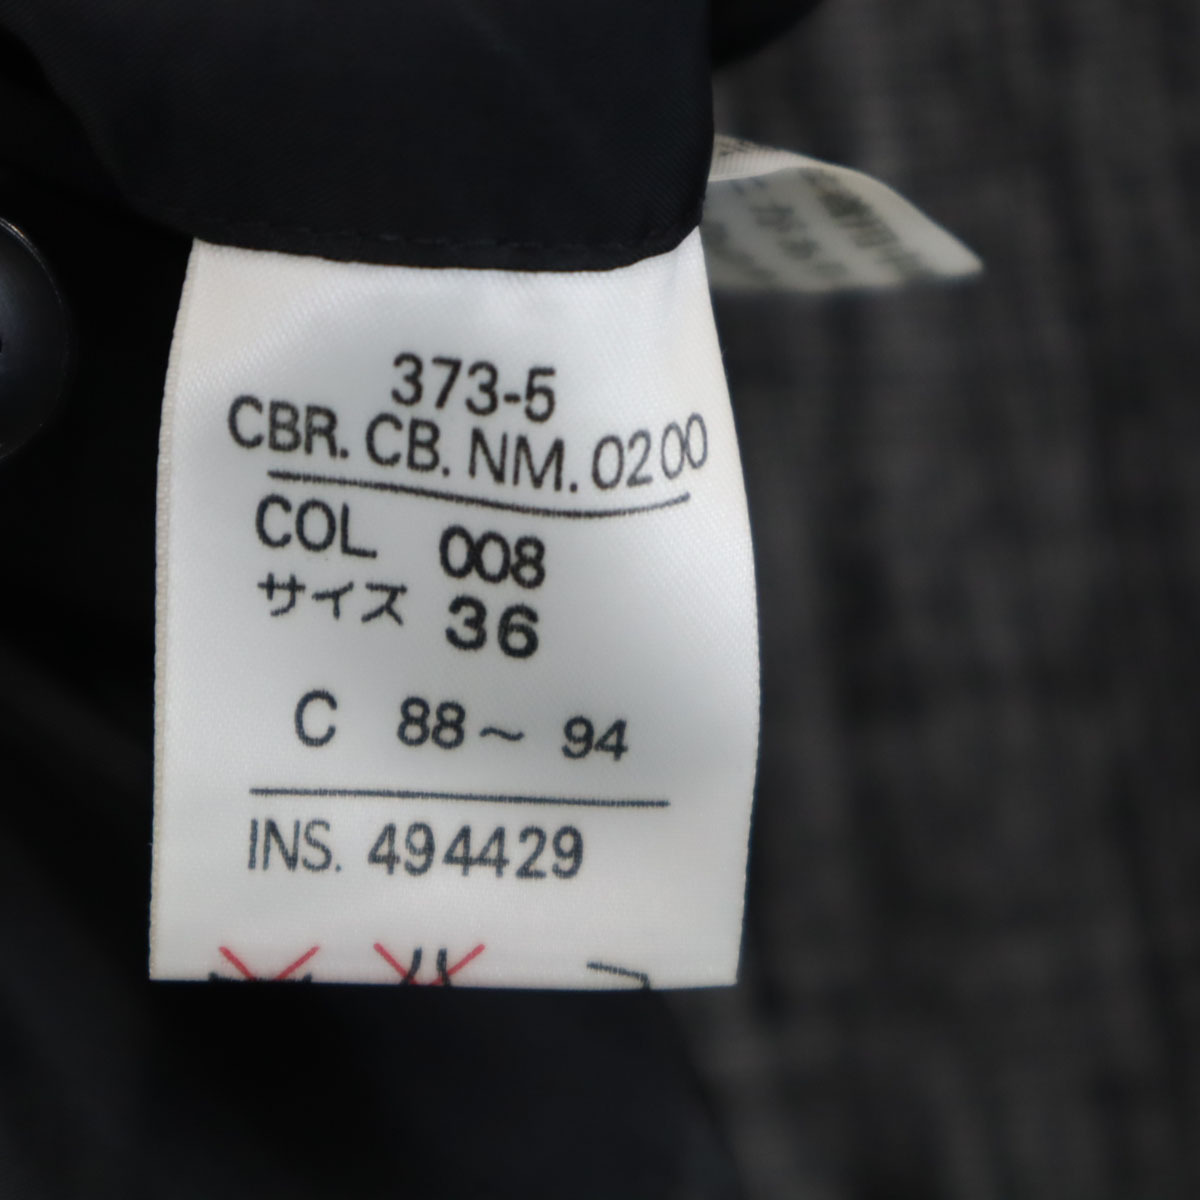 373-5
CBR. CB. NM. 0200
COL. 008
サイズ 36
C 88～94
INS. 494429